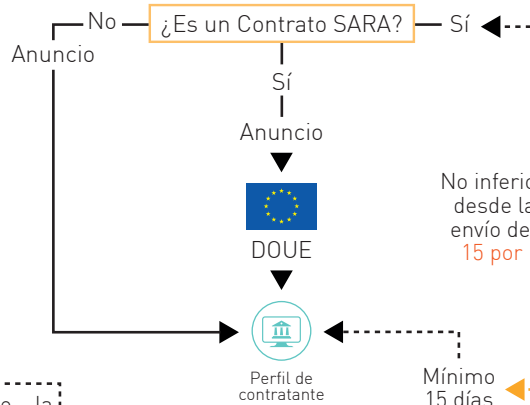 No
¿Es un Contrato SARA?
Sí
Anuncio
Sí
Anuncio
DOUE
No inferio
desde la
envío de
15 por
Perfil de
contratante
Mínimo
15 días
la